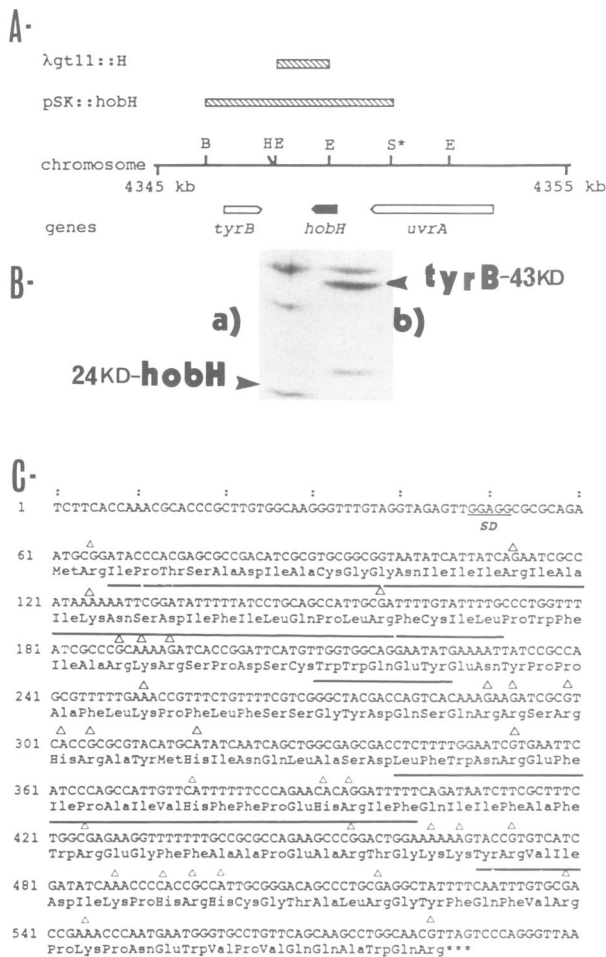 A-
λgt11::H
pSK::hobH
B HE E S* E
chromosome
4345 kb 4355 kb
genes tyrB hobH uvrA
B-
tyrB-43KD
a) b)
24KD-hobH
C-
: : : : : :
1 TCTTCACCAAACGCACCCGCTTGTGGCAAGGGTTTGTAGGTAGAGTTGGAGGCGCGCAGA
SD
61 ATGCGGATACCCACGAGCGCCGACATCGCGTGCGGCGGTAATATCATTATCAGAATCGCC
MetArgIleProThrSerAlaAspIleAlaCysGlyGlyAsnIleIleIleArgIleAla
121 ATAAAAAATTCGGATATTTTTATCCTGCAGCCATTGCGATTTTGTATTTTGCCCTGGTTT
IleLysAsnSerAspIlePheIleLeuGlnProLeuArgPheCysIleLeuProTrpPhe
181 ATCGCCCGCAAAAGATCACCGGATTCATGTTGGTGGCAGGAATATGAAAATTATCCGCCA
IleAlaArgLysArgSerProAspSerCysTrpTrpGlnGluTyrGluAsnTyrProPro
241 GCGTTTTTGAAACCGTTTCTGTTTTCGTCGGGCTACGACCAGTCACAAAGAAGATCGCGT
AlaPheLeuLysProPheLeuPheSerSerGlyTyrAspGlnSerGlnArgArgSerArg
301 CACCGCGCGTACATGCATATCAATCAGCTGGCGAGCGACCTCTTTTGGAATCGTGAATTC
HisArgAlaTyrMetHisIleAsnGlnLeuAlaSerAspLeuPheTrpAsnArgGluPhe
361 ATCCCAGCCATTGTTCATTTTTTCCCAGAACACAGGATTTTTCAGATAATCTTCGCTTTC
IleProAlaIleValHisPhePheProGluHisArgIlePheGlnIleIlePheAlaPhe
421 TGGCGAGAAGGTTTTTTTGCCGCGCCAGAAGCCCGGACTGGAAAAAAGTACCGTGTCATC
TrpArgGluGlyPhePheAlaAlaProGluAlaArgThrGlyLysLysTyrArgValIle
481 GATATCAAACCCCACCGCCATTGCGGGACAGCCCTGCGAGGCTATTTTCAATTTGTGCGA
AspIleLysProHisArgHisCysGlyThrAlaLeuArgGlyTyrPheGlnPheValArg
541 CCGAAACCCAATGAATGGGTGCCTGTTCAGCAAGCCTGGCAACGTTAGTCCCAGGGTTAA
ProLysProAsnGluTrpValProValGlnGlnAlaTrpGlnArg***